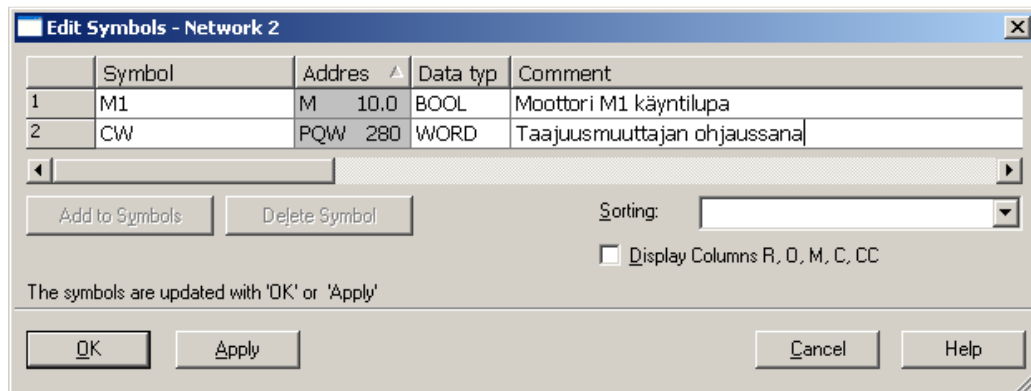 Edit Symbols - Network 2
Symbol Addres Data typ Comment
1 M1 M 10.0 BOOL Moottori M1 käyntilupa
2 CW PQW 280 WORD Taajuusmuuttajan ohjaussana
Add to Symbols Delete Symbol Sorting:
Display Columns R, O, M, C, CC
The symbols are updated with 'OK' or 'Apply'
OK Apply Cancel Help